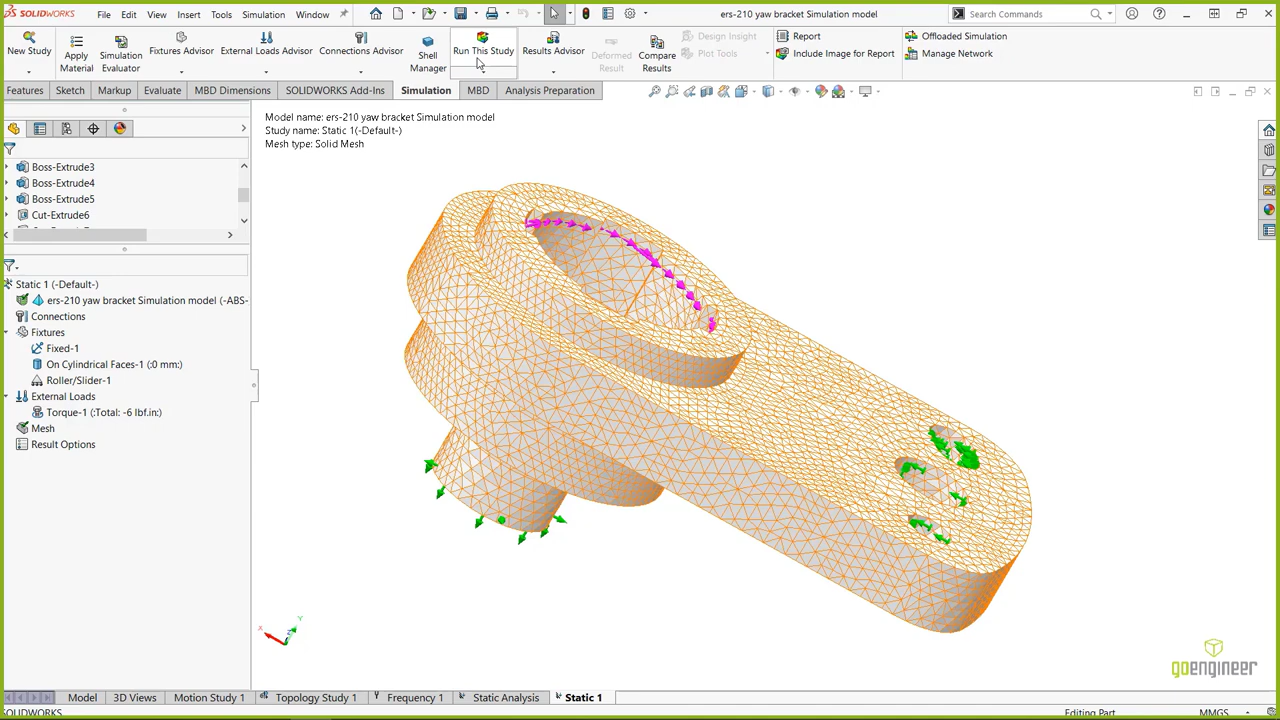 SOLIDWORKS
File Edit View Insert Tools Simulation Window
ers-210 yaw bracket Simulation model
Search Commands
New Study
Apply Material
Simulation Evaluator
Fixtures Advisor
External Loads Advisor
Connections Advisor
Shell Manager
Run This Study
Results Advisor
Deformed Result
Compare Results
Design Insight
Plot Tools
Report
Include Image for Report
Offloaded Simulation
Manage Network
Features Sketch Markup Evaluate MBD Dimensions SOLIDWORKS Add-Ins Simulation MBD Analysis Preparation
Model name: ers-210 yaw bracket Simulation model
Study name: Static 1(-Default-)
Mesh type: Solid Mesh
Boss-Extrude3
Boss-Extrude4
Boss-Extrude5
Cut-Extrude6
Static 1 (-Default-)
ers-210 yaw bracket Simulation model (-ABS-
Connections
Fixtures
Fixed-1
On Cylindrical Faces-1 (:0 mm:)
Roller/Slider-1
External Loads
Torque-1 (:Total: -6 lbf.in:)
Mesh
Result Options
X
Y
goengineer
Model 3D Views Motion Study 1 Topology Study 1 Frequency 1 Static Analysis Static 1
SOLIDWORKS
Editing Part
MMGS